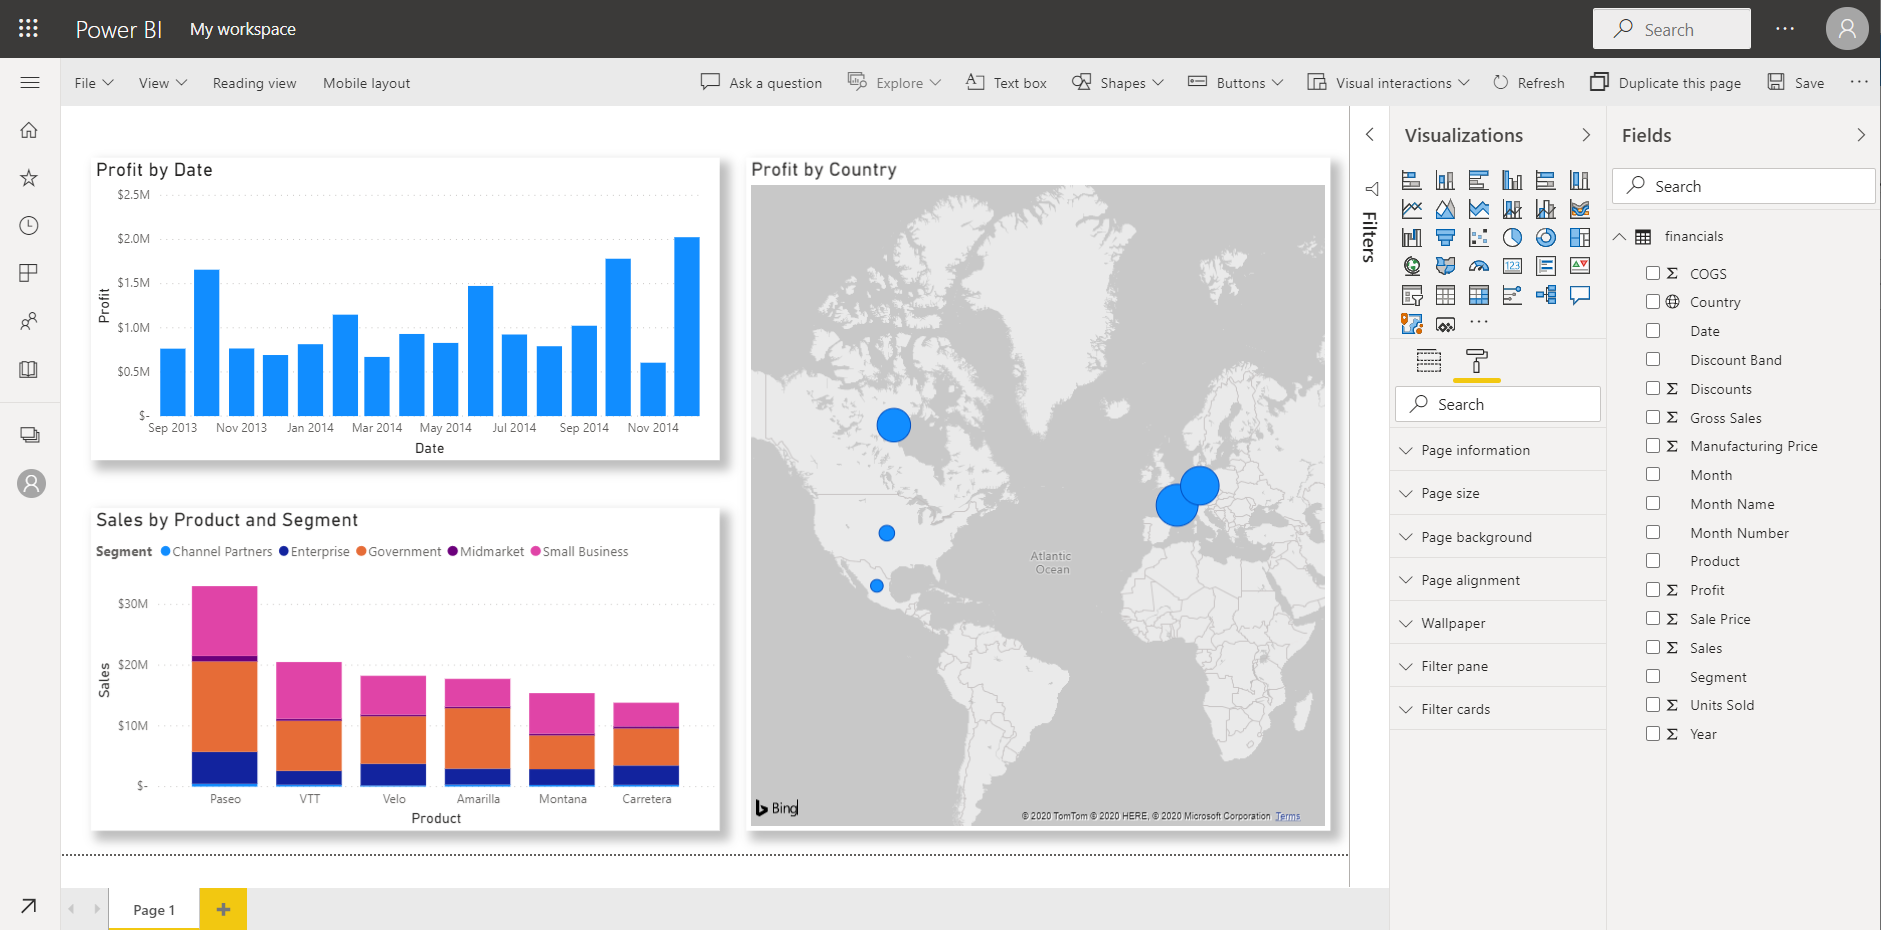 Power BI My workspace Search
File View Reading view Mobile layout Ask a question Explore Text box Shapes Buttons Visual interactions Refresh Duplicate this page Save
Profit by Date
$2.5M
$2.0M
$1.5M
$1.0M
$0.5M
$-
Profit
Sep 2013 Nov 2013 Jan 2014 Mar 2014 May 2014 Jul 2014 Sep 2014 Nov 2014
Date
Sales by Product and Segment
Segment Channel Partners Enterprise Government Midmarket Small Business
$30M
$20M
$10M
$-
Sales
Paseo VTT Velo Amarilla Montana Carretera
Product
Profit by Country
Atlantic
Ocean
Bing
© 2020 TomTom © 2020 HERE, © 2020 Microsoft Corporation Terms
Filters
Visualizations
123
Search
Page information
Page size
Page background
Page alignment
Wallpaper
Filter pane
Filter cards
Fields
Search
financials
Σ COGS
Country
Date
Discount Band
Σ Discounts
Σ Gross Sales
Σ Manufacturing Price
Month
Month Name
Month Number
Product
Σ Profit
Σ Sale Price
Σ Sales
Segment
Σ Units Sold
Σ Year
Page 1 +